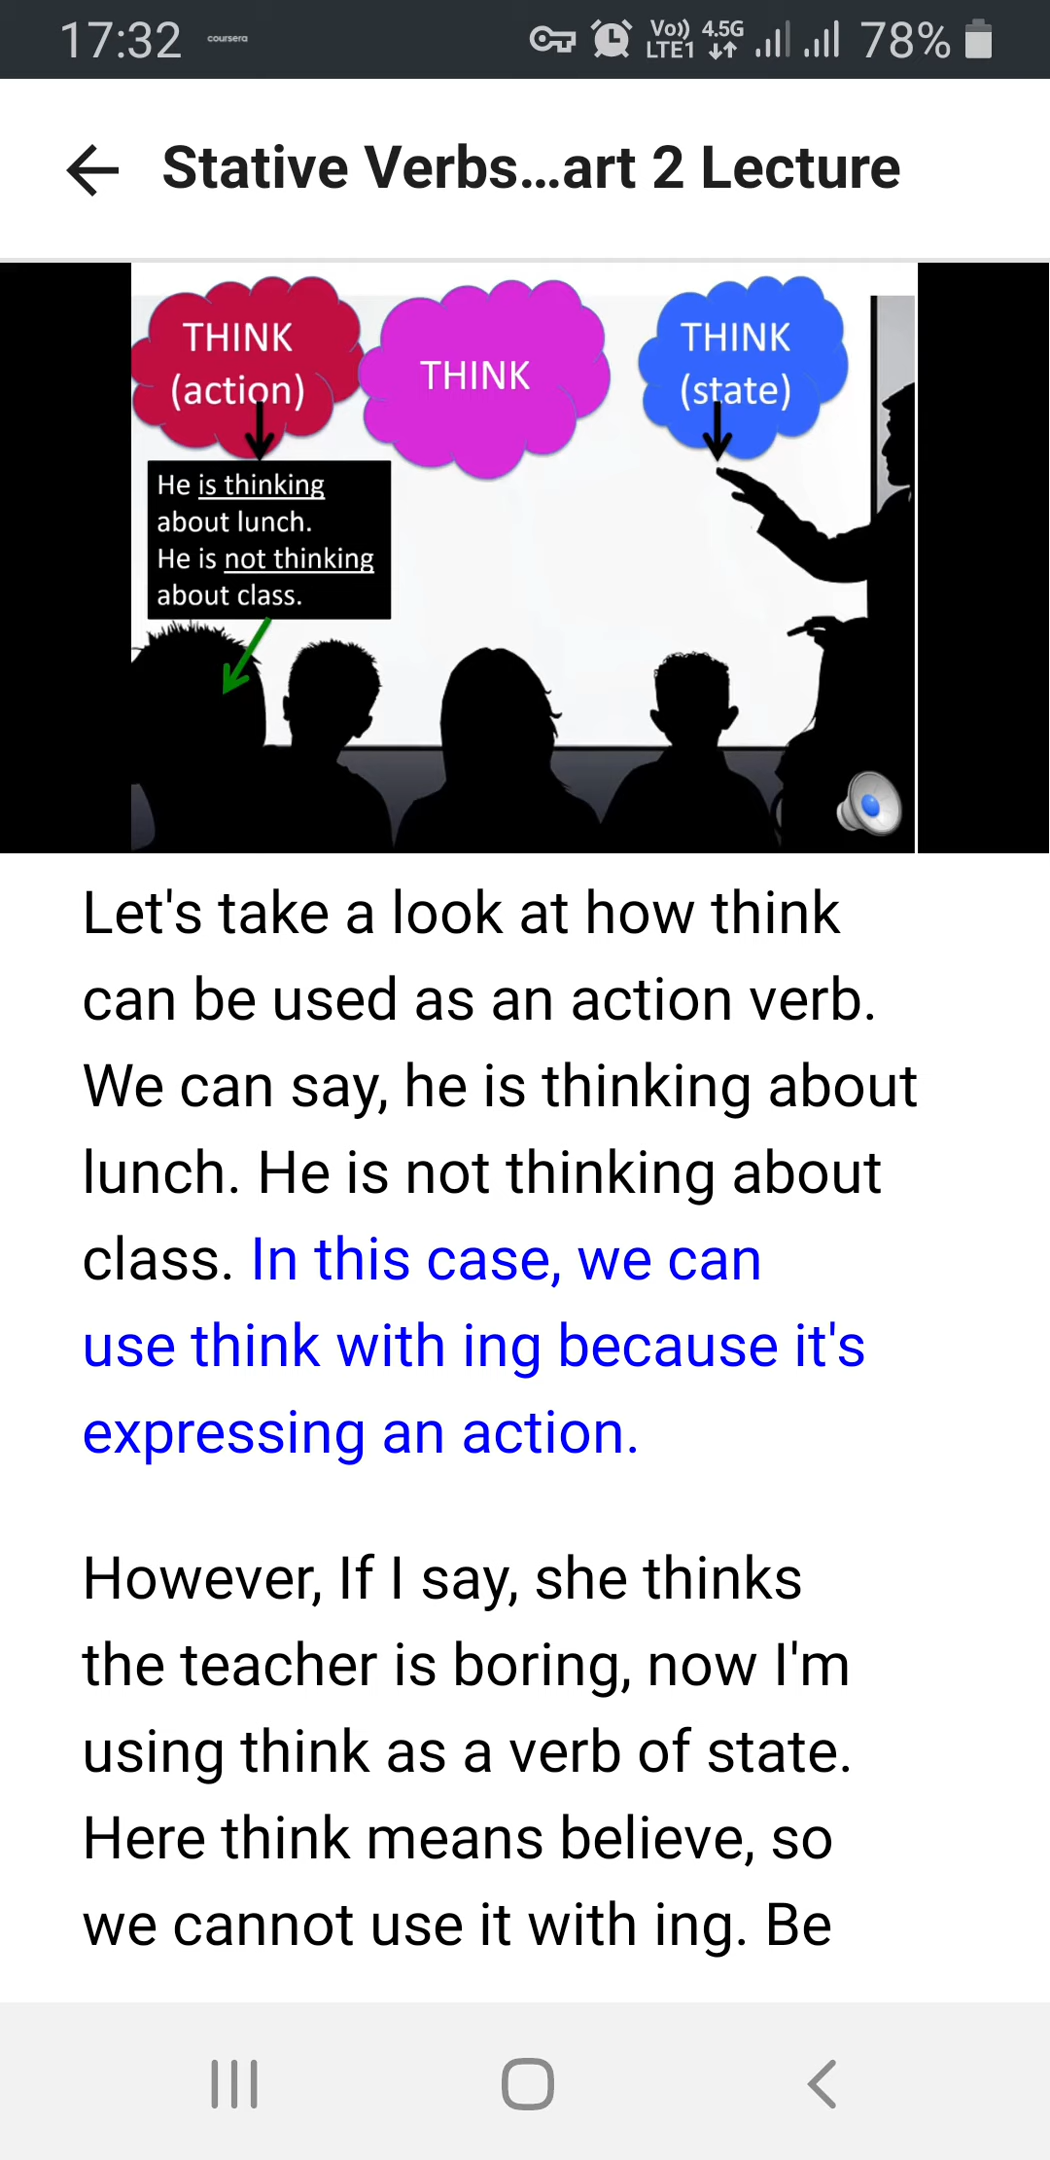 17:32 coursera Vo)) LTE1 4.5G 78%
Stative Verbs...art 2 Lecture
THINK
(action)
THINK
THINK
(state)
He is thinking
about lunch.
He is not thinking
about class.
Let's take a look at how think
can be used as an action verb.
We can say, he is thinking about
lunch. He is not thinking about
class. In this case, we can
use think with ing because it's
expressing an action.
However, If I say, she thinks
the teacher is boring, now I'm
using think as a verb of state.
Here think means believe, so
we cannot use it with ing. Be